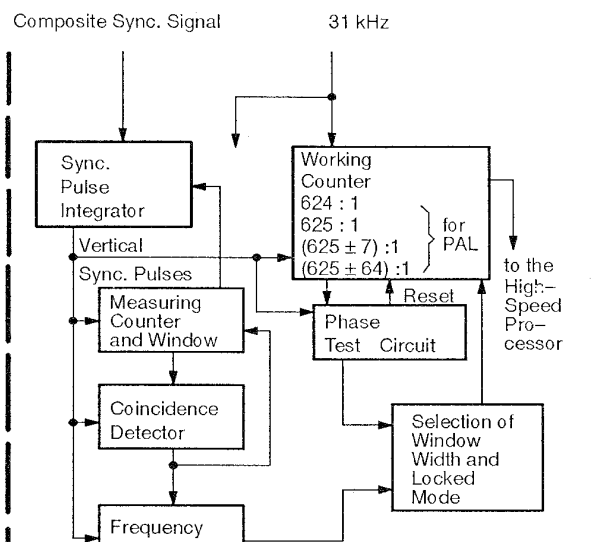 Composite Sync. Signal
31 kHz
Sync.
Pulse
Integrator
Working
Counter
624 : 1
625 : 1
(625 ± 7) :1
(625 ± 64) :1
for
PAL
Vertical
Sync. Pulses
to the
High–
Speed
Pro–
cessor
Measuring
Counter
and Window
Reset
Phase
Test Circuit
Coincidence
Detector
Selection of
Window
Width and
Locked
Mode
Frequency